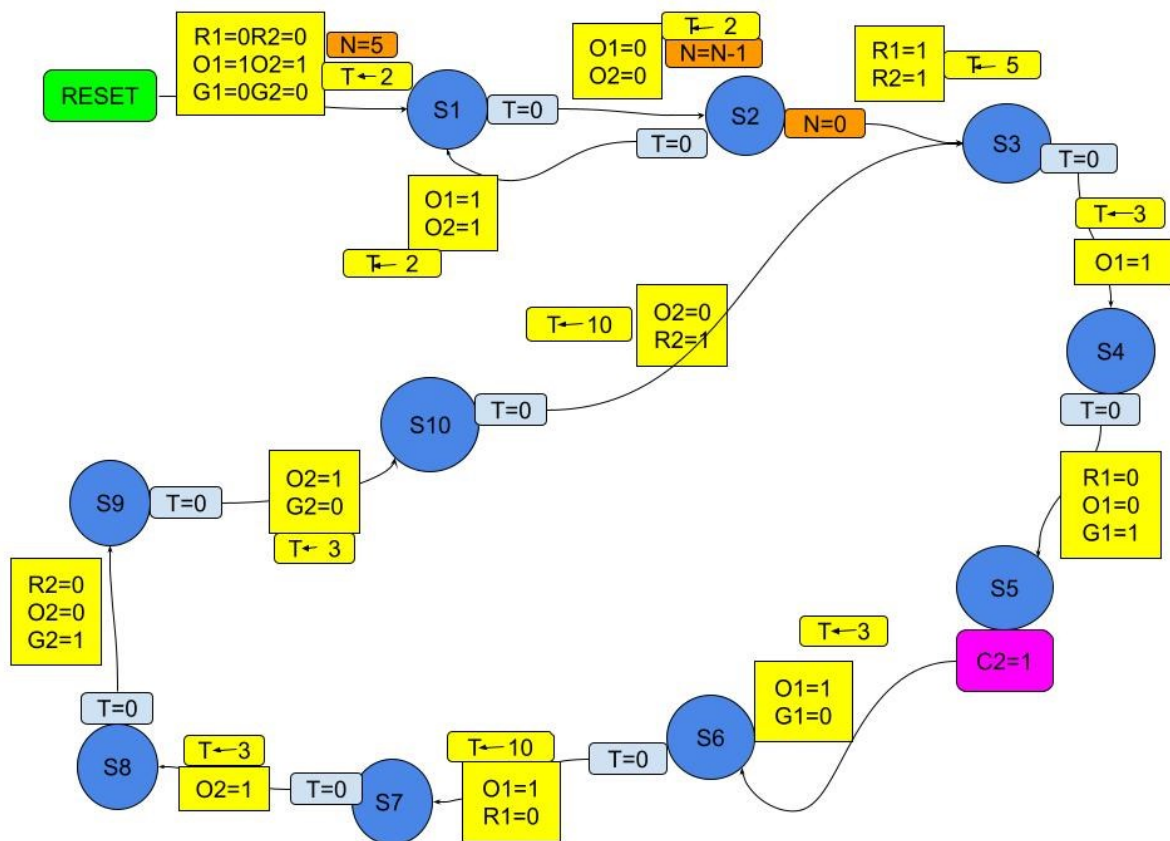 RESET
R1=0R2=0
O1=1O2=1
G1=0G2=0
N=5
T← 2
S1
T=0
O1=0
O2=0
T← 2
N=N-1
S2
T=0
N=0
O1=1
O2=1
T← 2
R1=1
R2=1
T← 5
S3
T=0
T←3
O1=1
S4
T=0
R1=0
O1=0
G1=1
S5
C2=1
T←3
O1=1
G1=0
S6
T=0
T←10
O1=1
R1=0
S7
T=0
T←3
O2=1
S8
T=0
R2=0
O2=0
G2=1
S9
T=0
O2=1
G2=0
T← 3
S10
T=0
T←10
O2=0
R2=1